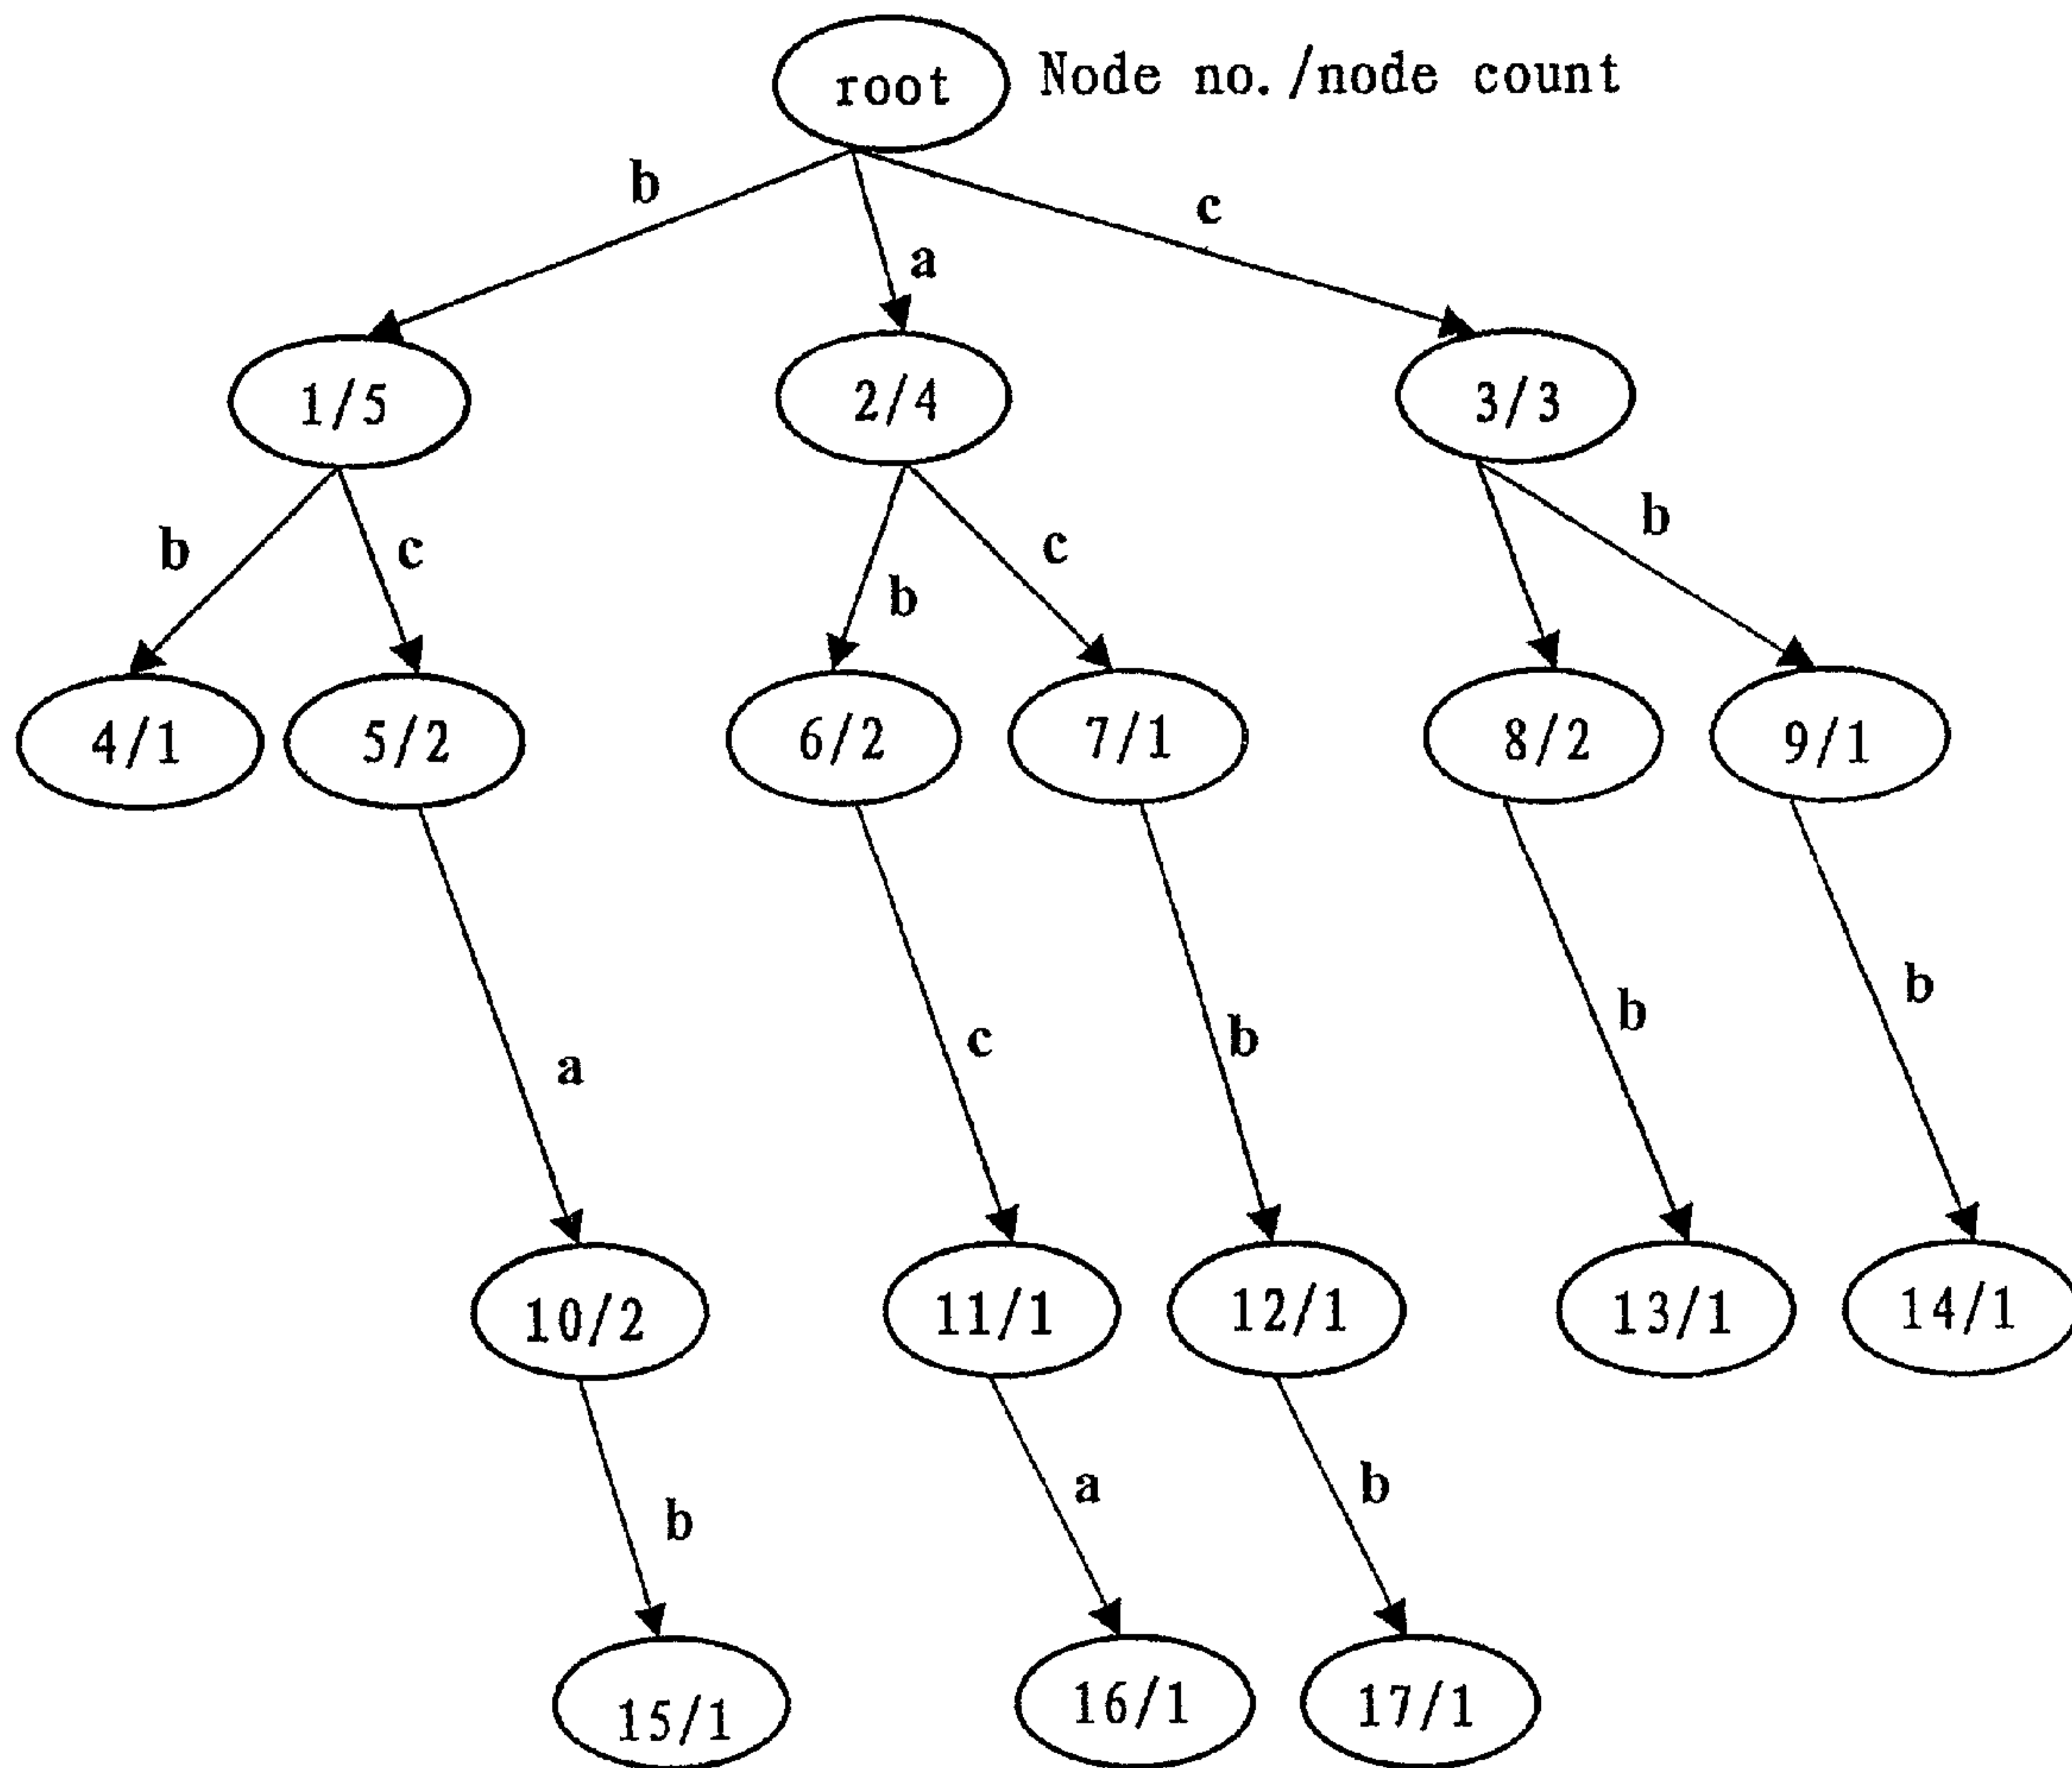 root Node no./node count
b
a
c
1/5 2/4 3/3
b c b c b
4/1 5/2 6/2 7/1 8/2 9/1
a c b b b
10/2 11/1 12/1 13/1 14/1
b a b
15/1 16/1 17/1